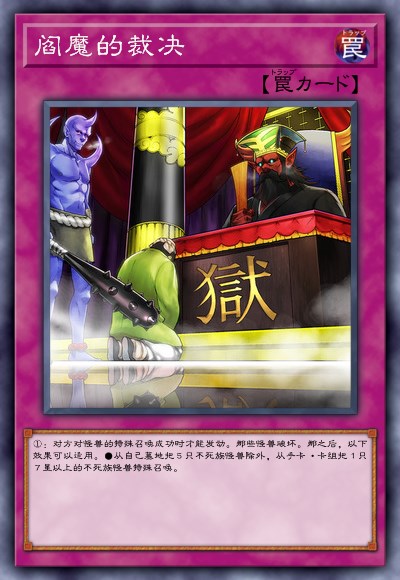 阎魔的裁决
トラップ
罠
トラップ
【罠カード】
獄
①：对方对怪兽的特殊召唤成功时才能发动。那些怪兽破坏。那之后，以下
效果可以适用。●从自己墓地把5只不死族怪兽除外，从手卡·卡组把1只
7星以上的不死族怪兽特殊召唤。